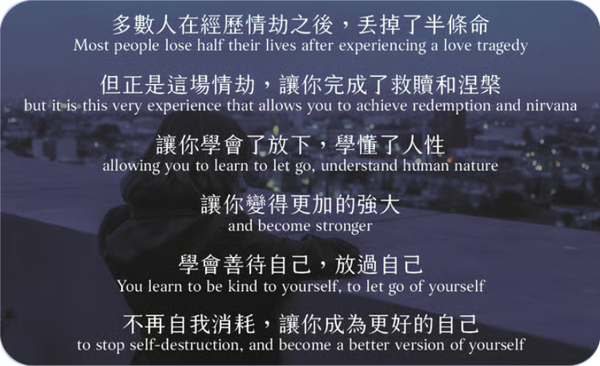 多數人在經歷情劫之後，丟掉了半條命
Most people lose half their lives after experiencing a love tragedy
但正是這場情劫，讓你完成了救贖和涅槃
but it is this very experience that allows you to achieve redemption and nirvana
讓你學會了放下，學懂了人性
allowing you to learn to let go, understand human nature
讓你變得更加的強大
and become stronger
學會善待自己，放過自己
You learn to be kind to yourself, to let go of yourself
不再自我消耗，讓你成為更好的自己
to stop self-destruction, and become a better version of yourself